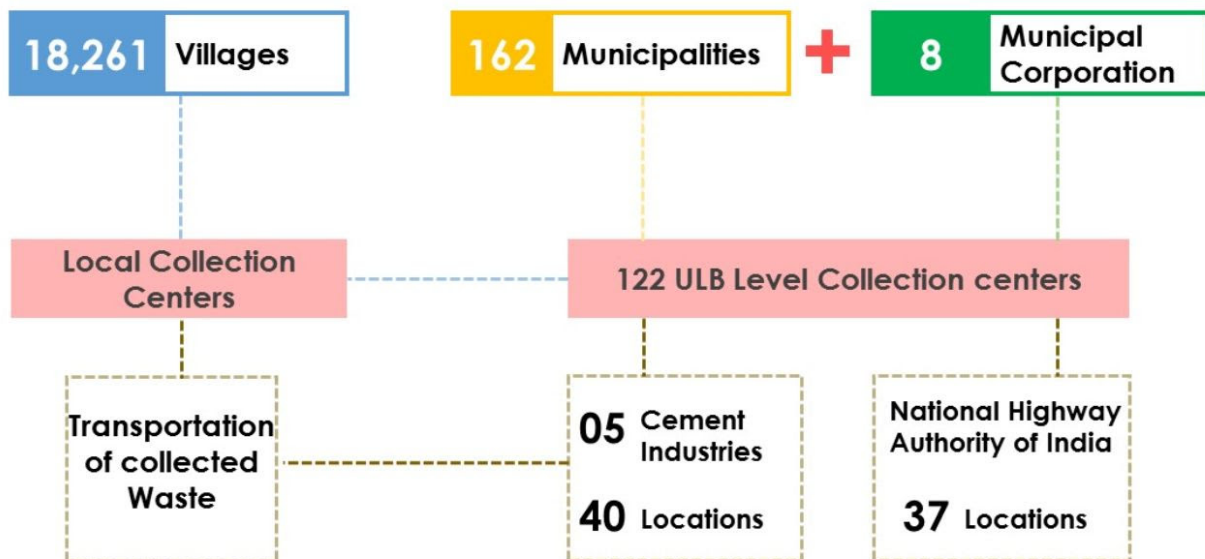 18,261 Villages
162 Municipalities
+
8 Municipal
Corporation
Local Collection
Centers
122 ULB Level Collection centers
Transportation
of collected
Waste
05 Cement
Industries
40 Locations
National Highway
Authority of India
37 Locations